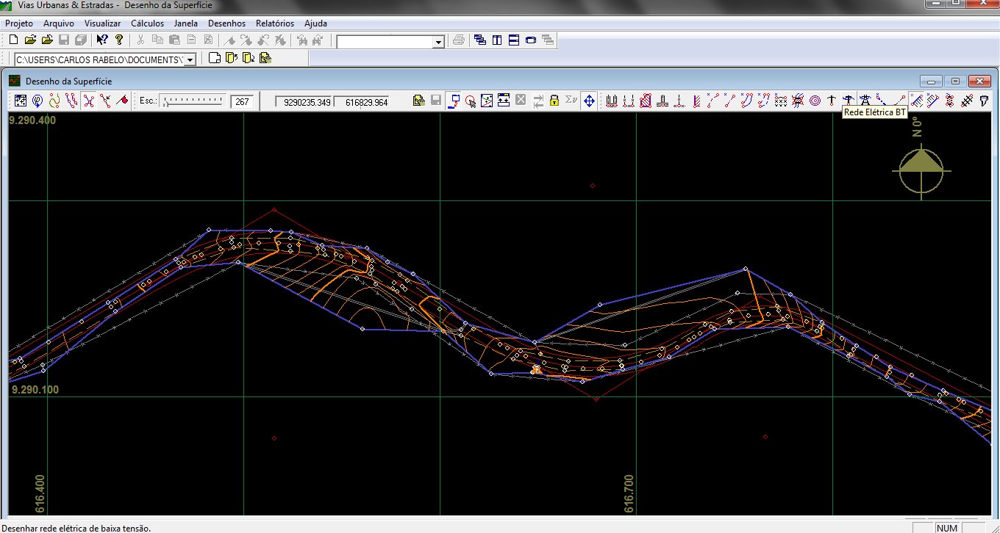 Vias Urbanas & Estradas - Desenho da Superfície
Projeto Arquivo Visualizar Cálculos Janela Desenhos Relatórios Ajuda
C:\USERS\CARLOS RABELO\DOCUMENTS\
Desenho da Superfície
Esc.: 267 9290235.349 616829.964 Σν
Rede Elétrica BT
9.290.400
N 0º
9.290.100
616.400
616.700
Desenhar rede elétrica de baixa tensão.
NUM